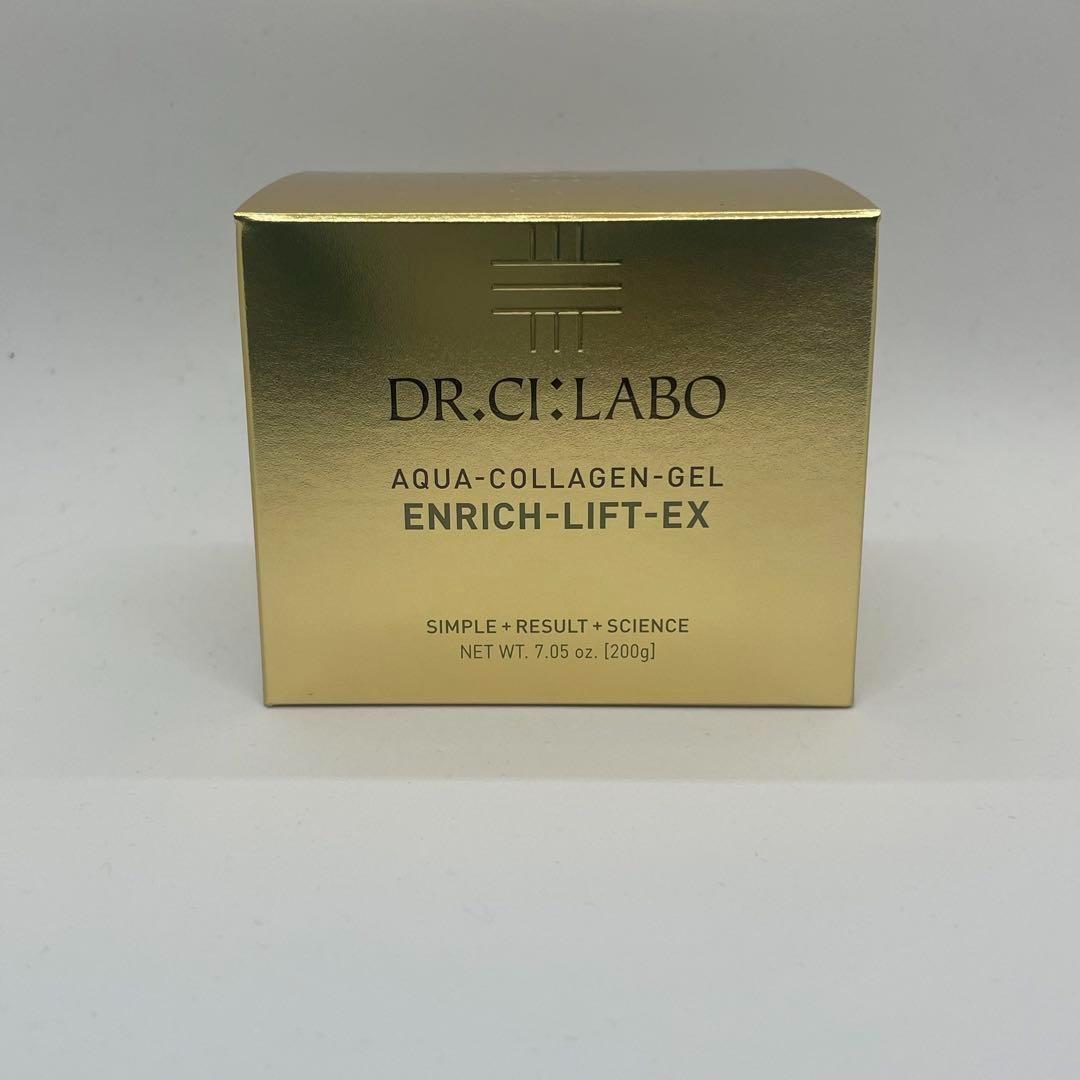 DR.CI:LABO
AQUA-COLLAGEN-GEL
ENRICH-LIFT-EX
SIMPLE+RESULT+SCIENCE
NET WT. 7.05 oz. [200g]